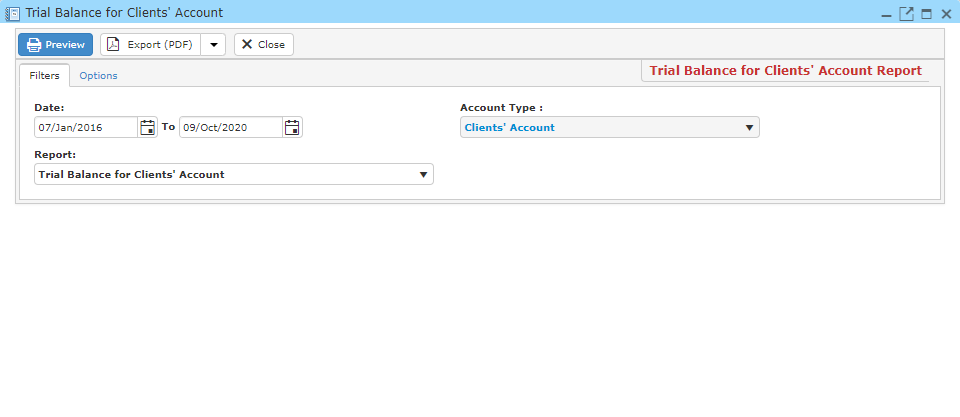 Trial Balance for Clients' Account
Preview Export (PDF) Close
Filters Options Trial Balance for Clients' Account Report
Date: Account Type :
07/Jan/2016 To 09/Oct/2020 Clients' Account
Report:
Trial Balance for Clients' Account